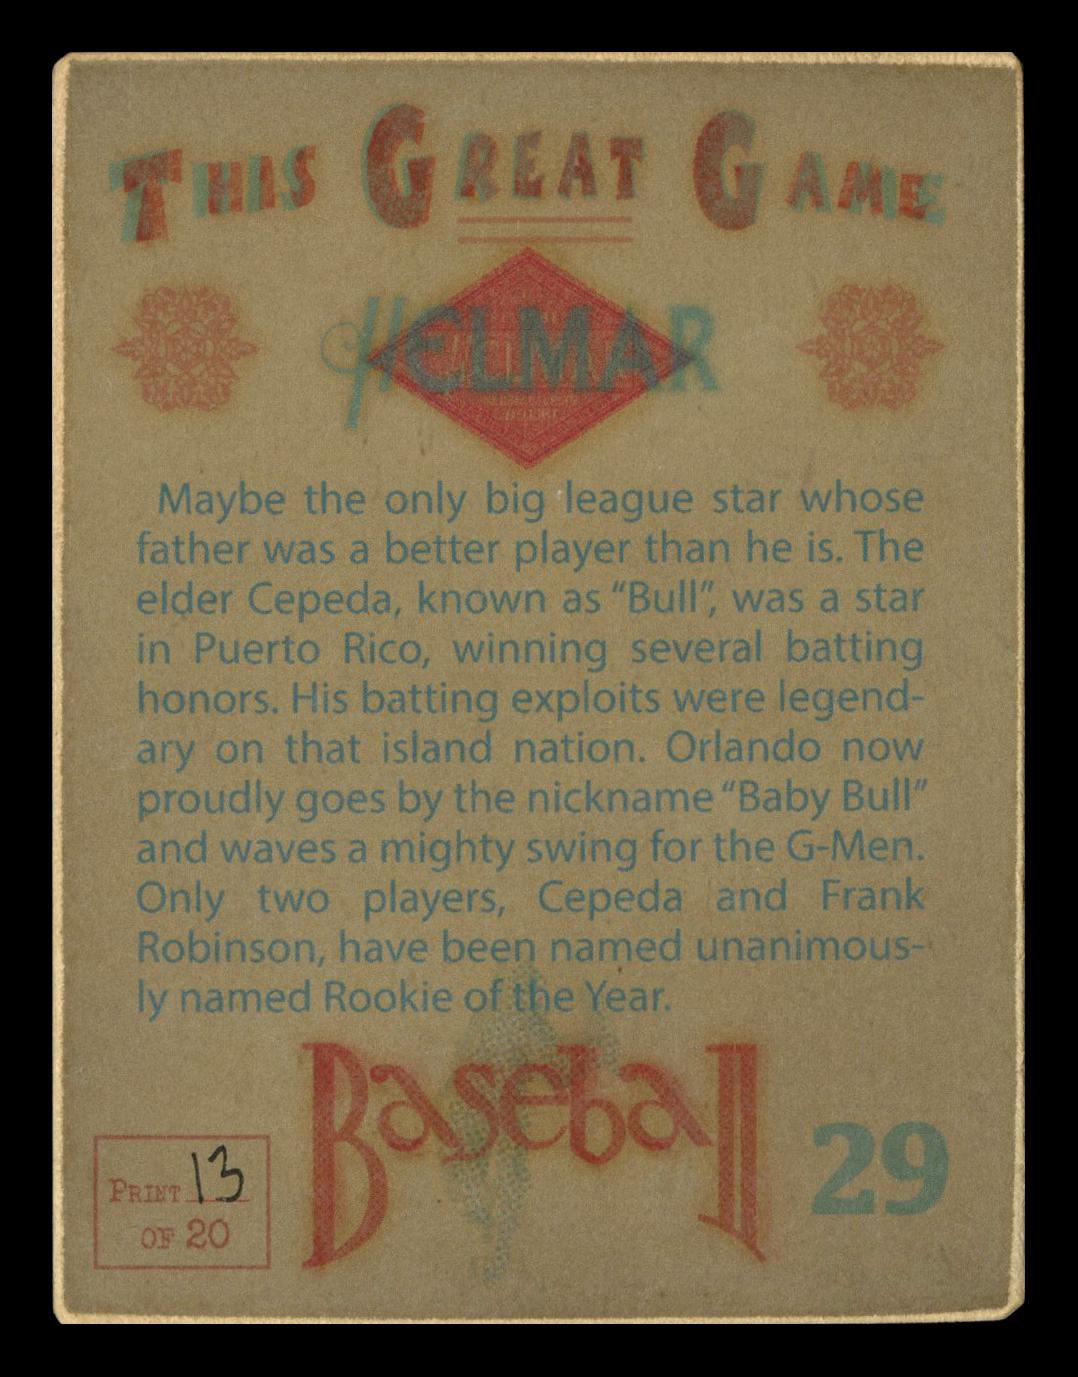 THIS GREAT GAME
HELMAR
Maybe the only big league star whose
father was a better player than he is. The
elder Cepeda, known as “Bull”, was a star
in Puerto Rico, winning several batting
honors. His batting exploits were legend-
ary on that island nation. Orlando now
proudly goes by the nickname “Baby Bull”
and waves a mighty swing for the G-Men.
Only two players, Cepeda and Frank
Robinson, have been named unanimous-
ly named Rookie of the Year.
Baseball
29
PRINT 13
OF 20